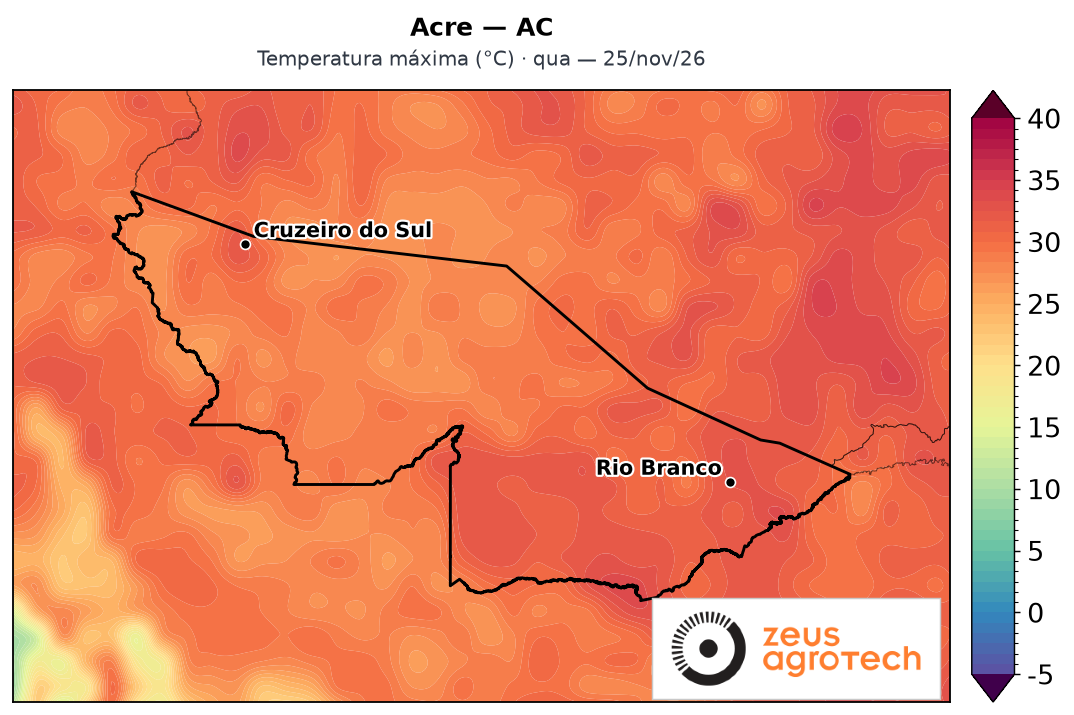 Acre — AC
Temperatura máxima (°C) · qua — 25/nov/26
Cruzeiro do Sul
Rio Branco
40
35
30
25
20
15
10
5
0
-5
zeus
agrotech